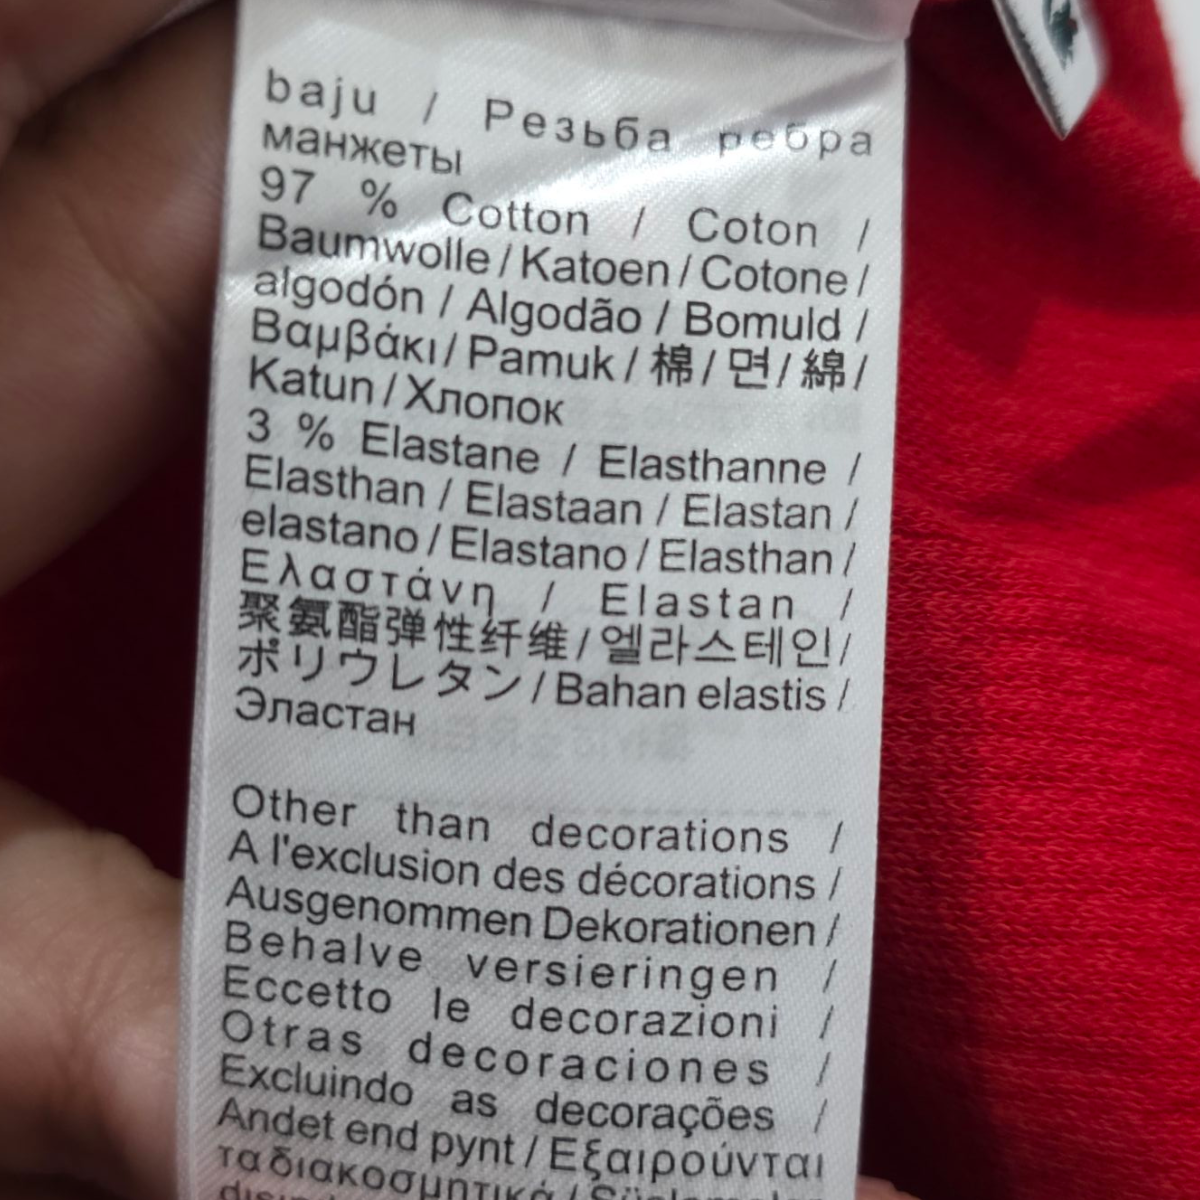 baju / Резьба ребра
манжеты
97 % Cotton / Coton /
Baumwolle / Katoen / Cotone /
algodón / Algodão / Bomuld /
Βαμβάκι / Pamuk / 棉 / 면 / 綿 /
Katun / Хлопок
3 % Elastane / Elasthanne /
Elasthan / Elastaan / Elastan /
elastano / Elastano / Elasthan /
Ελαστάνη / Elastan /
聚氨酯弹性纤维 / 엘라스테인 /
ポリウレタン / Bahan elastis /
Эластан
Other than decorations /
A l'exclusion des décorations /
Ausgenommen Dekorationen /
Behalve versieringen /
Eccetto le decorazioni /
Otras decoraciones /
Excluindo as decorações /
Andet end pynt / Εξαιρούνται
τα διακοσμητικά /